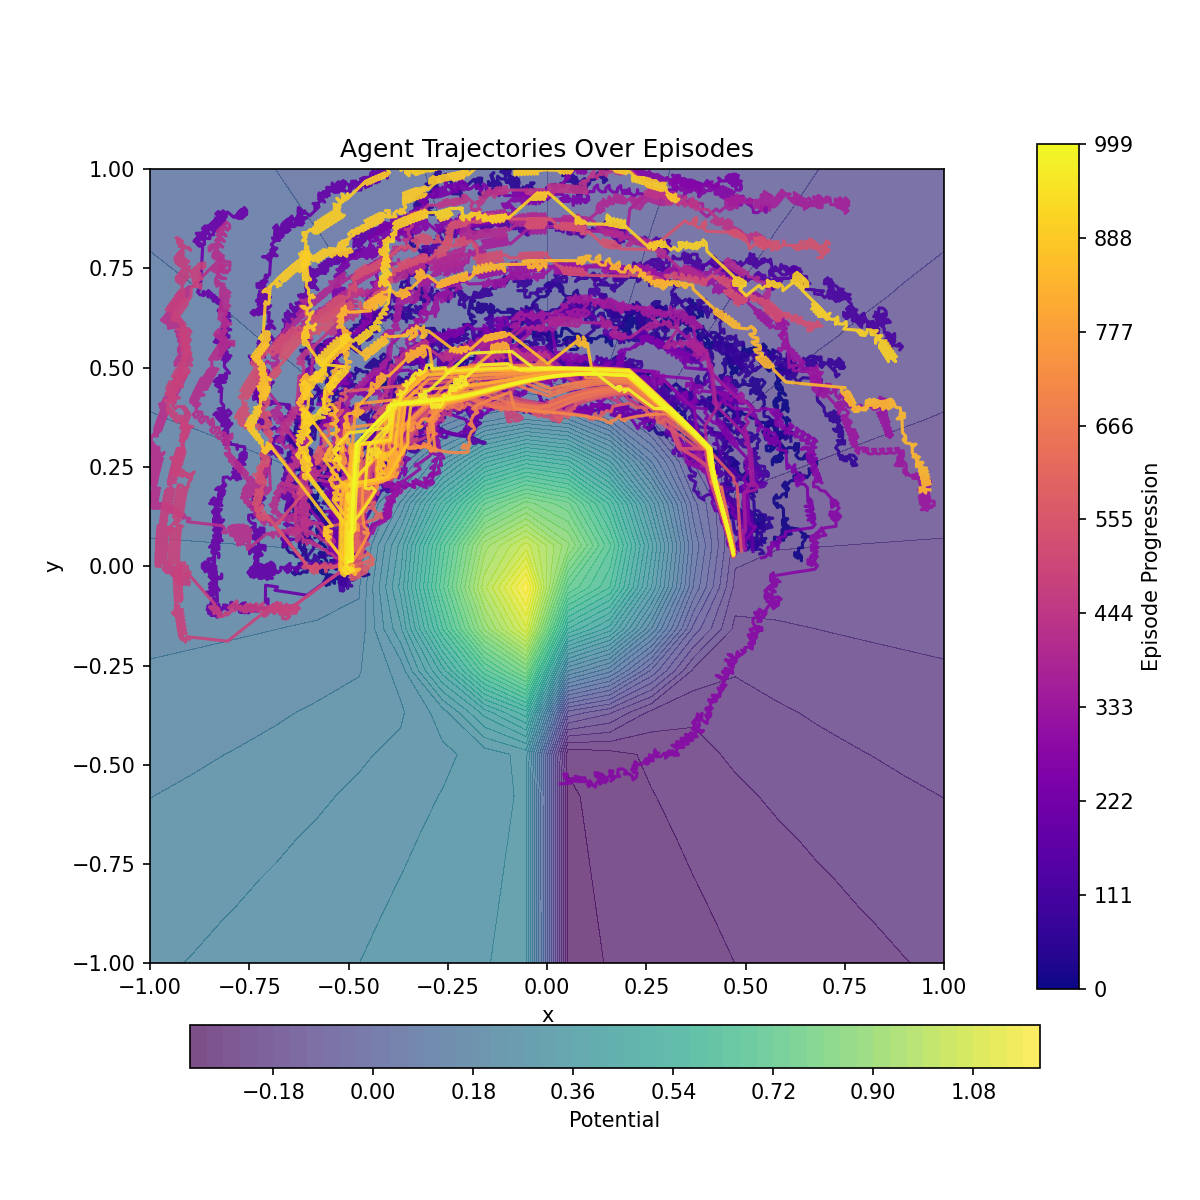 Agent Trajectories Over Episodes
1.00
0.75
0.50
0.25
0.00
−0.25
−0.50
−0.75
−1.00
y
−1.00 −0.75 −0.50 −0.25 0.00 0.25 0.50 0.75 1.00
x
999
888
777
666
555
444
333
222
111
0
Episode Progression
−0.18 0.00 0.18 0.36 0.54 0.72 0.90 1.08
Potential